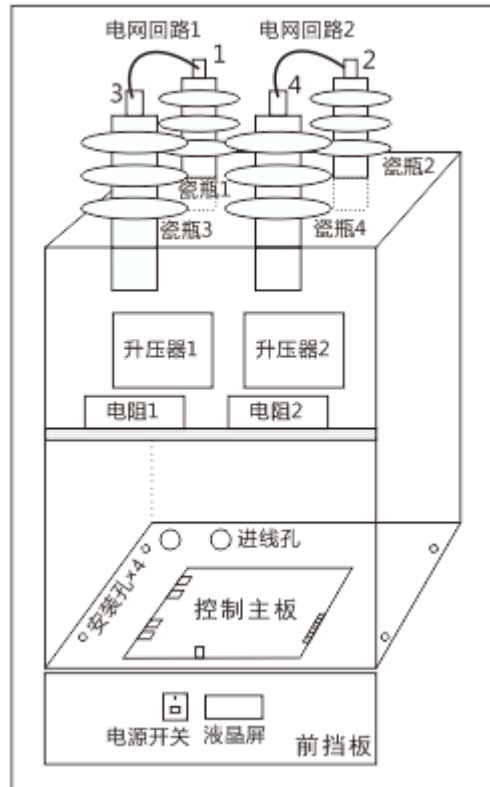 电网回路1 电网回路2
1 2
3 4
瓷瓶1 瓷瓶2
瓷瓶3 瓷瓶4
升压器1 升压器2
电阻1 电阻2
进线孔
安装孔×4
控制主板
电源开关 液晶屏 前挡板